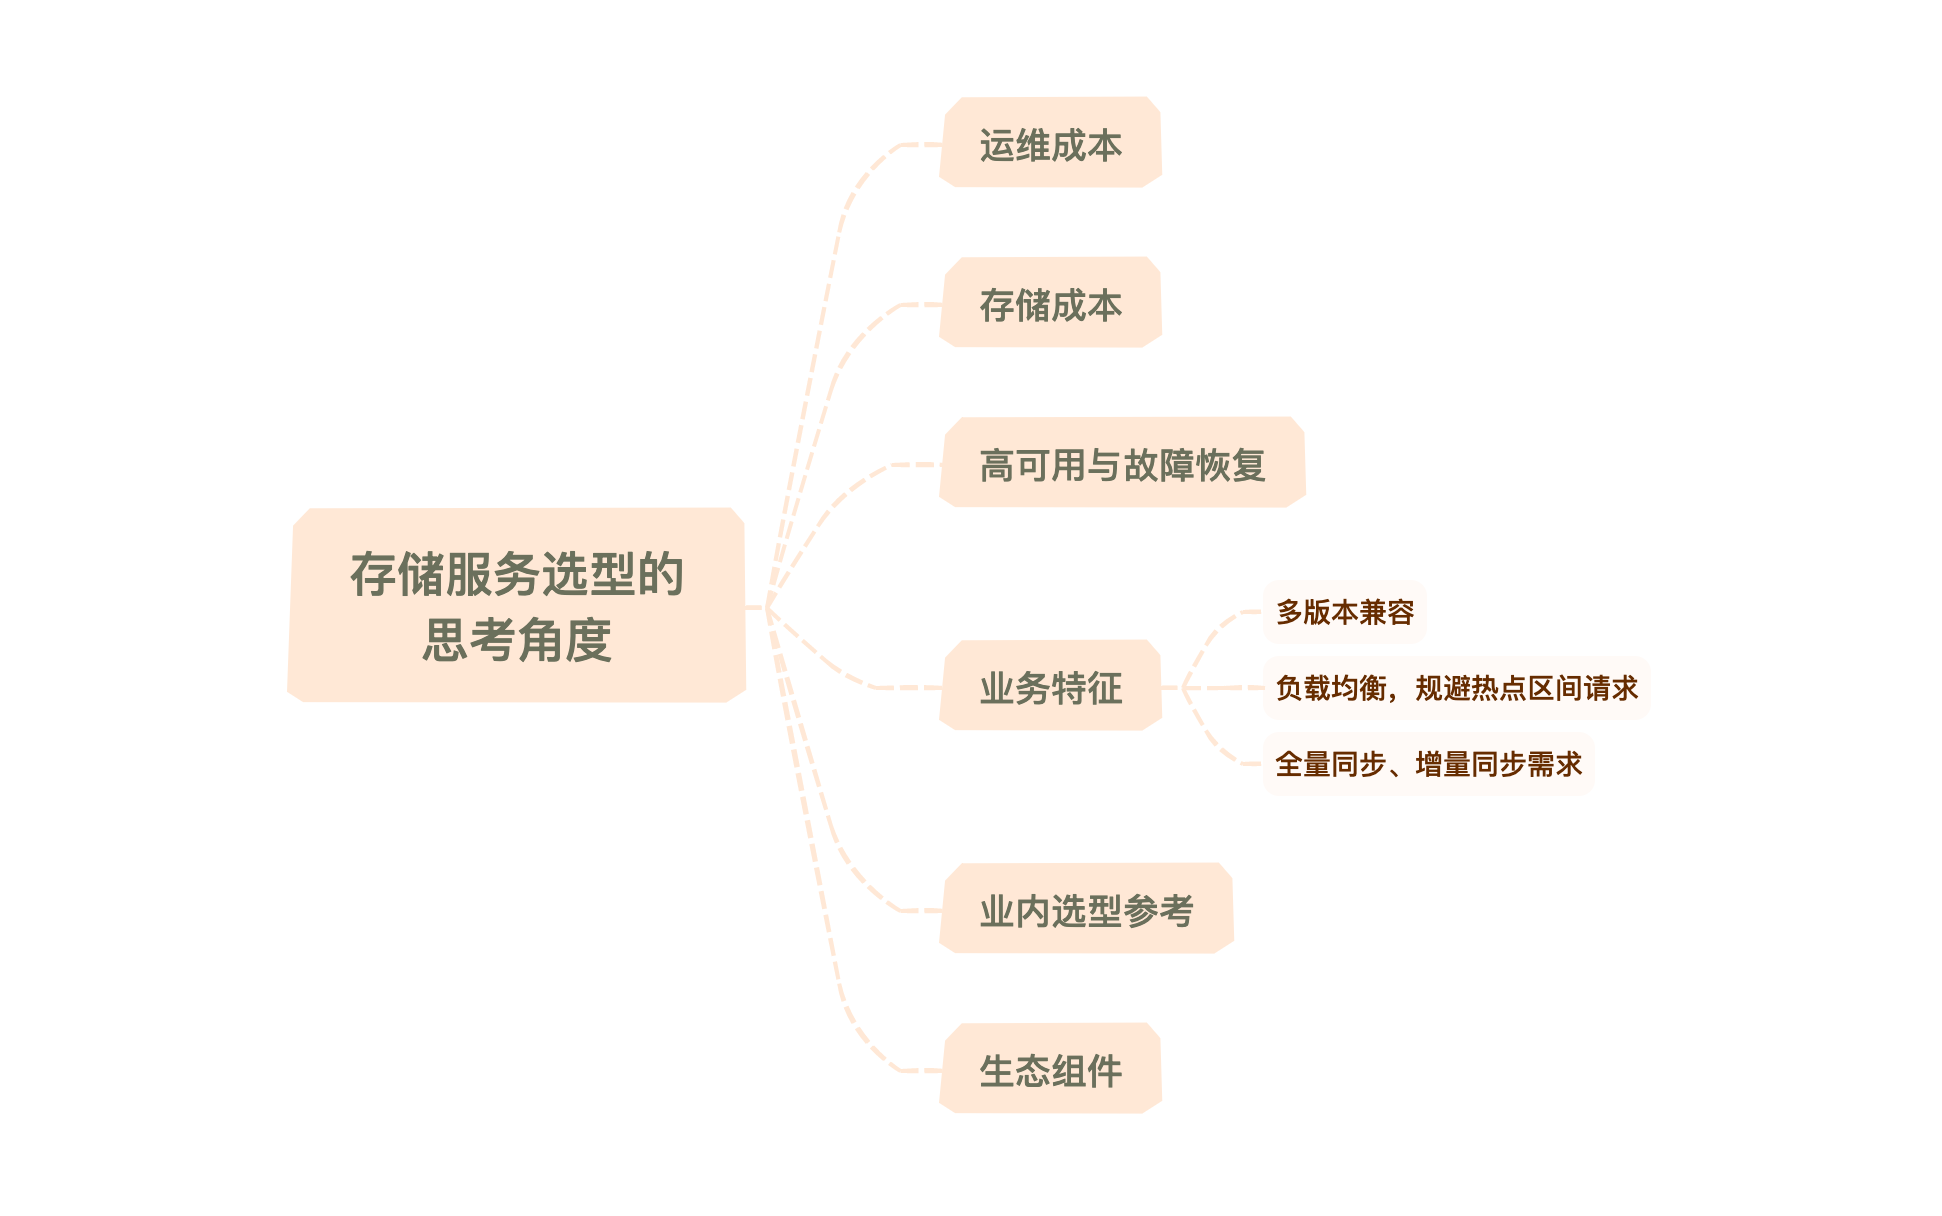 运维成本
存储成本
高可用与故障恢复
存储服务选型的
思考角度
业务特征
多版本兼容
负载均衡，规避热点区间请求
全量同步、增量同步需求
业内选型参考
生态组件